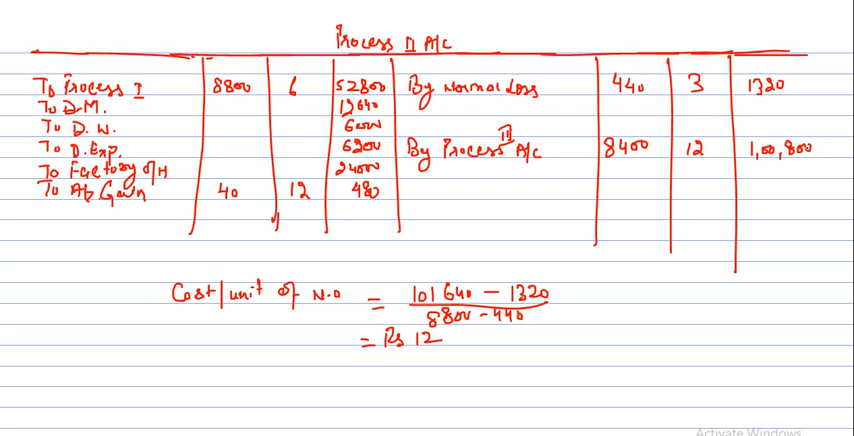 Process II A/c
To Process I 8800 6 52800 By Normal Loss 440 3 1320
To D.M. 12640
To D.W. 6000
To D.Exp. 6200 By Process III A/c 8400 12 1,00,800
To Factory O/H 24000
To Ab Gain 40 12 480
Cost/unit of N.O = 101640 - 1320
8800 - 440
= Rs 12
Activate Windows